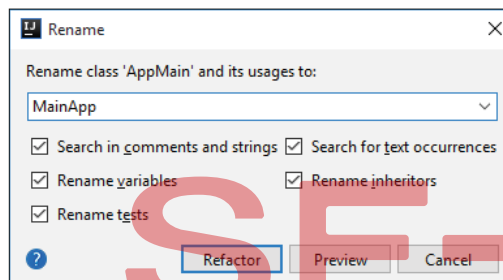 Rename
Rename class 'AppMain' and its usages to:
MainApp
Search in comments and strings Search for text occurrences
Rename variables Rename inheritors
Rename tests
? Refactor Preview Cancel
SET